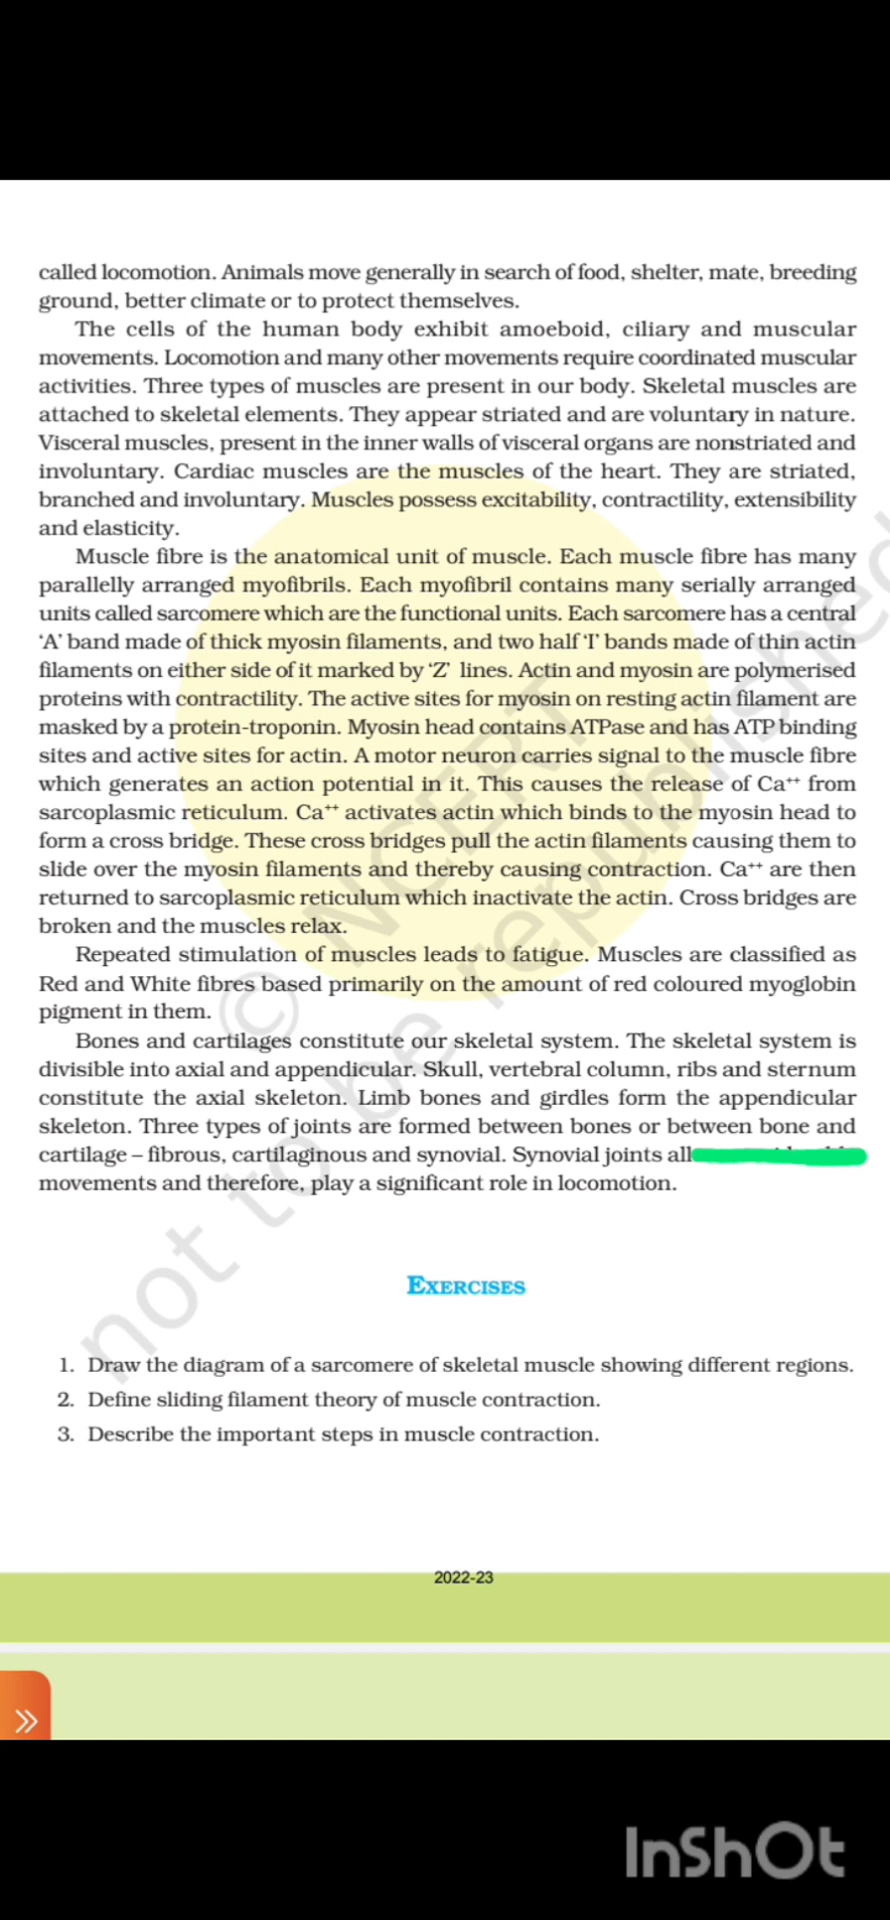 called locomotion. Animals move generally in search of food, shelter, mate, breeding
ground, better climate or to protect themselves.
The cells of the human body exhibit amoeboid, ciliary and muscular
movements. Locomotion and many other movements require coordinated muscular
activities. Three types of muscles are present in our body. Skeletal muscles are
attached to skeletal elements. They appear striated and are voluntary in nature.
Visceral muscles, present in the inner walls of visceral organs are nonstriated and
involuntary. Cardiac muscles are the muscles of the heart. They are striated,
branched and involuntary. Muscles possess excitability, contractility, extensibility
and elasticity.
Muscle fibre is the anatomical unit of muscle. Each muscle fibre has many
parallelly arranged myofibrils. Each myofibril contains many serially arranged
units called sarcomere which are the functional units. Each sarcomere has a central
‘A’ band made of thick myosin filaments, and two half ‘I’ bands made of thin actin
filaments on either side of it marked by ‘Z’ lines. Actin and myosin are polymerised
proteins with contractility. The active sites for myosin on resting actin filament are
masked by a protein-troponin. Myosin head contains ATPase and has ATP binding
sites and active sites for actin. A motor neuron carries signal to the muscle fibre
which generates an action potential in it. This causes the release of Ca⁺⁺ from
sarcoplasmic reticulum. Ca⁺⁺ activates actin which binds to the myosin head to
form a cross bridge. These cross bridges pull the actin filaments causing them to
slide over the myosin filaments and thereby causing contraction. Ca⁺⁺ are then
returned to sarcoplasmic reticulum which inactivate the actin. Cross bridges are
broken and the muscles relax.
Repeated stimulation of muscles leads to fatigue. Muscles are classified as
Red and White fibres based primarily on the amount of red coloured myoglobin
pigment in them.
Bones and cartilages constitute our skeletal system. The skeletal system is
divisible into axial and appendicular. Skull, vertebral column, ribs and sternum
constitute the axial skeleton. Limb bones and girdles form the appendicular
skeleton. Three types of joints are formed between bones or between bone and
cartilage – fibrous, cartilaginous and synovial. Synovial joints
movements and therefore, play a significant role in locomotion.
EXERCISES
1. Draw the diagram of a sarcomere of skeletal muscle showing different regions.
2. Define sliding filament theory of muscle contraction.
3. Describe the important steps in muscle contraction.
© NCERT
not to be republished
2022-23
InShOt